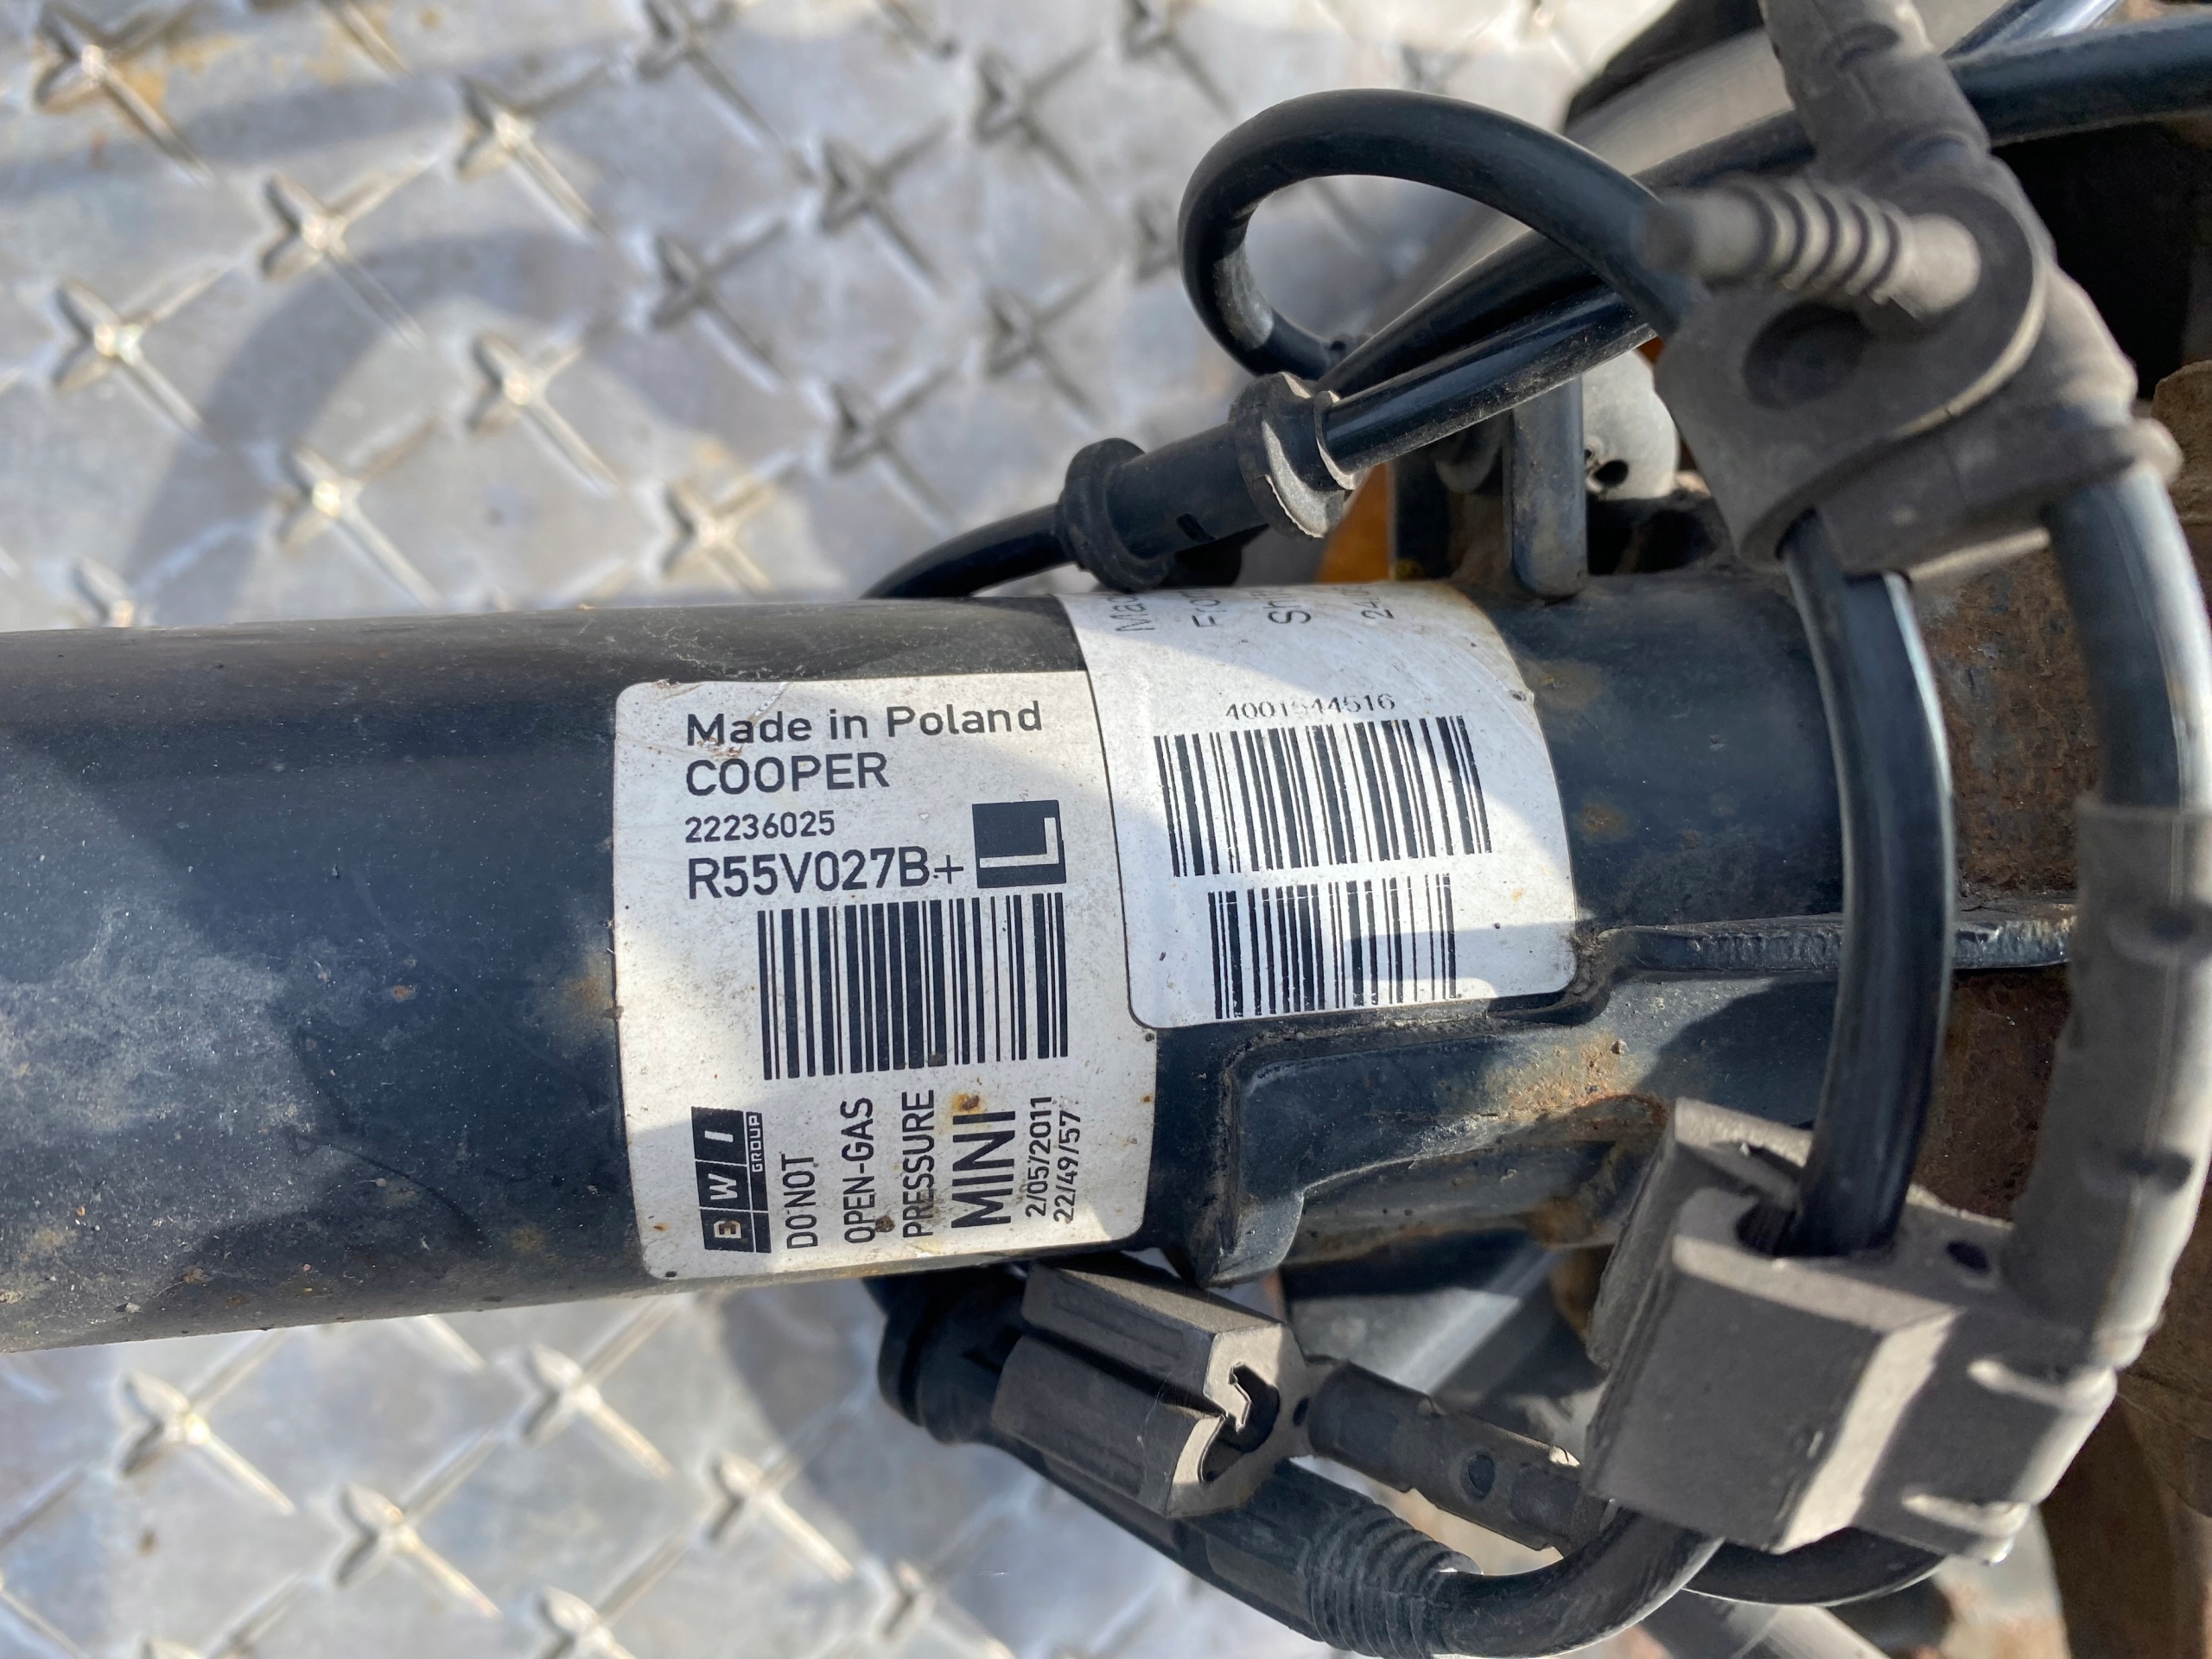 Made in Poland
COOPER
22236025
R55V027B+ L
BWI
GROUP
DO NOT
OPEN-GAS
PRESSURE
MINI
2/05/2011
22/49/57
4001544516